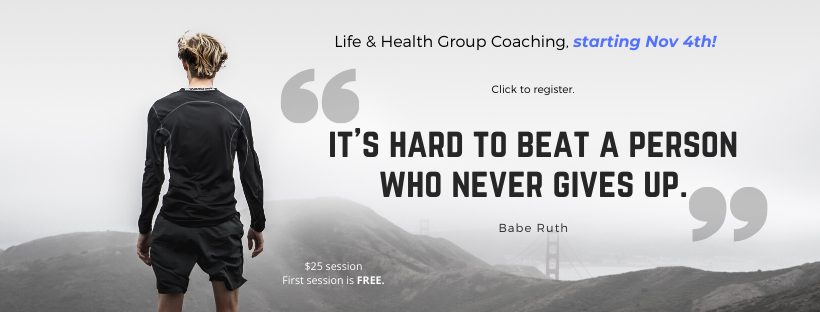 Life & Health Group Coaching, starting Nov 4th!
Click to register.
“
IT'S HARD TO BEAT A PERSON
WHO NEVER GIVES UP.
”
Babe Ruth
$25 session
First session is FREE.